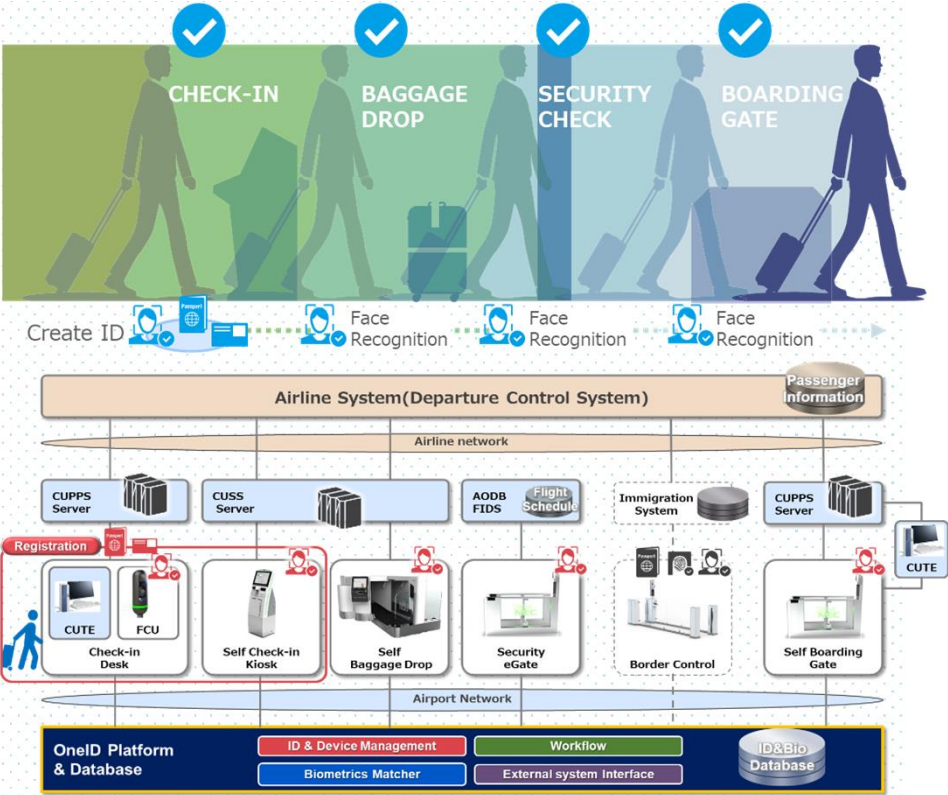 CHECK-IN
BAGGAGE
DROP
SECURITY
CHECK
BOARDING
GATE
Create ID
Passport
Face
Recognition
Face
Recognition
Face
Recognition
Airline System(Departure Control System)
Passenger
Information
Airline network
CUPPS
Server
CUSS
Server
AODB
FIDS
Flight
Schedule
Immigration
System
CUPPS
Server
CUTE
Registration
Passport
Passport
CUTE
FCU
Check-in
Desk
Self Check-in
Kiosk
Self
Baggage Drop
Security
eGate
Border Control
Self Boarding
Gate
Airport Network
OneID Platform
& Database
ID & Device Management
Workflow
Biometrics Matcher
External system Interface
ID&Bio
Database